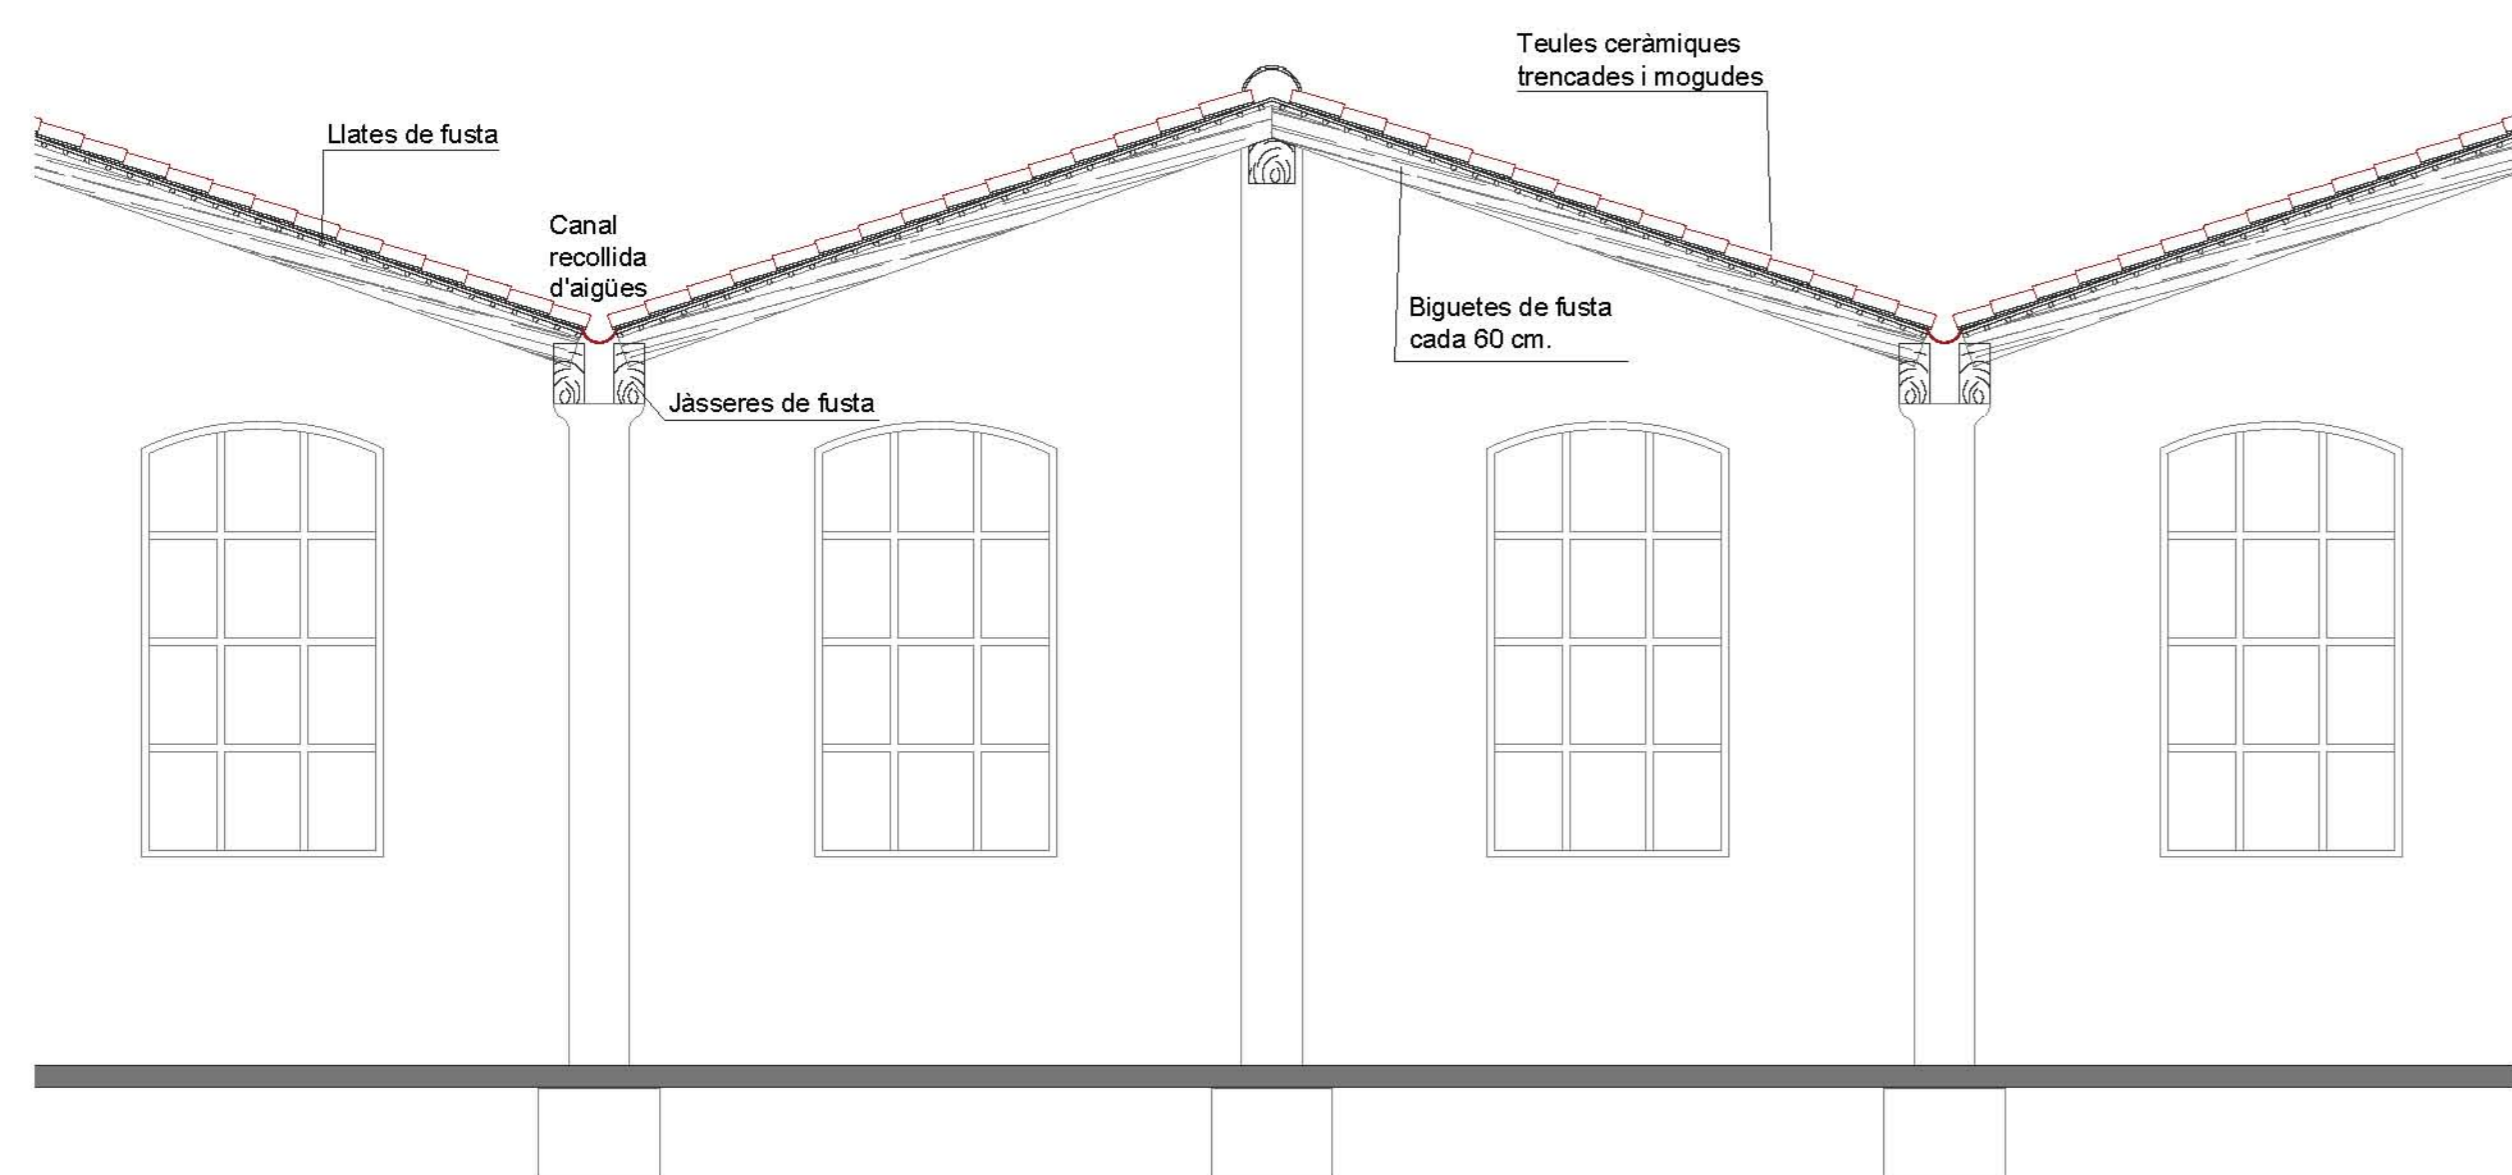 Teules ceràmiques
trencades i mogudes
Llates de fusta
Canal
recollida
d'aigües
Biguetes de fusta
cada 60 cm.
Jàsseres de fusta